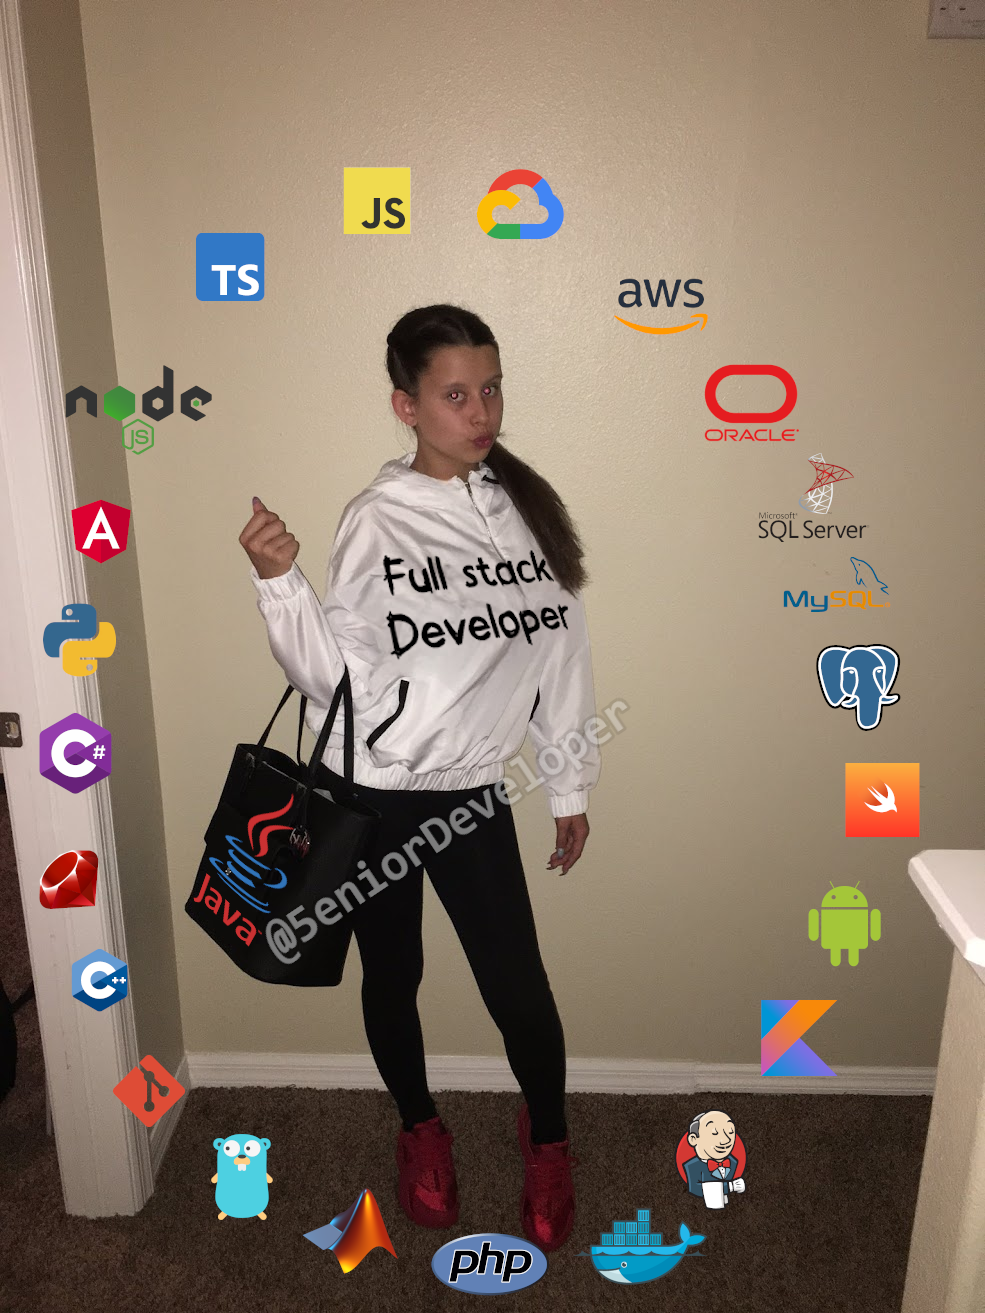 JS
TS
aws
node
JS
ORACLE
Microsoft
SQL Server
A
Full stack
Developer
MySQL
C#
@5eniorDeveloper
Java
C++
php